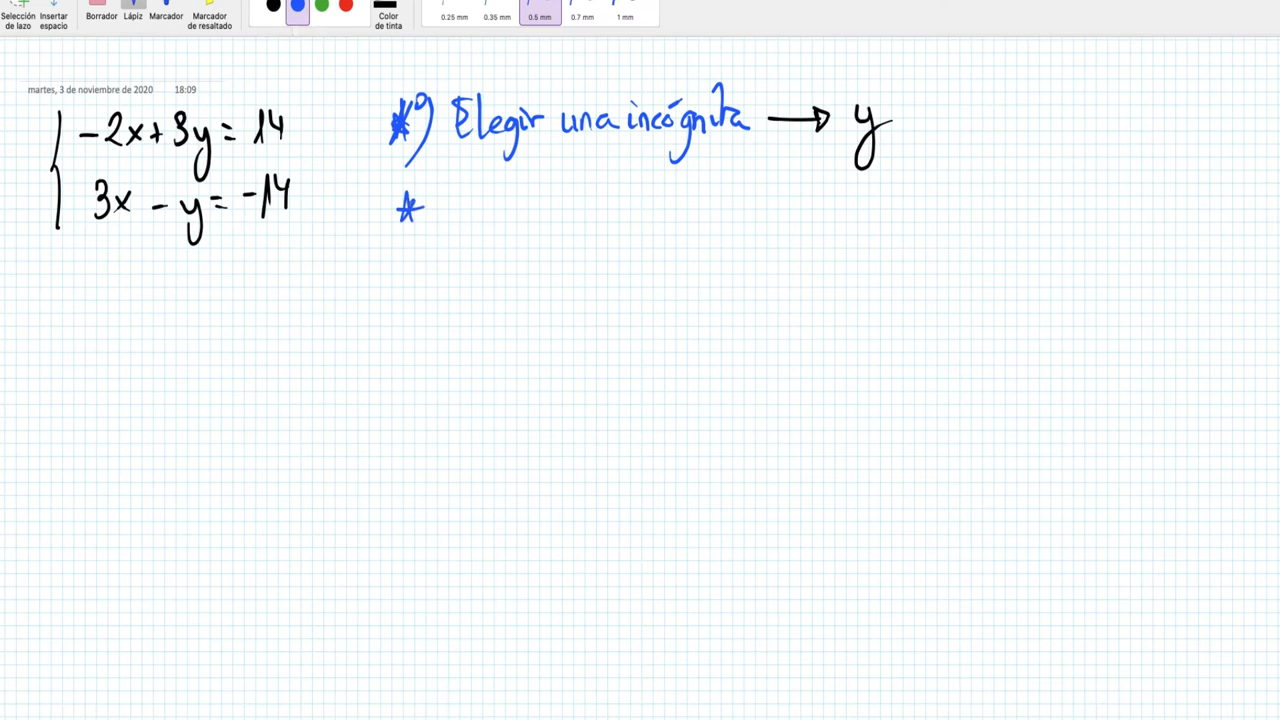 Selección de lazo
Insertar espacio
Borrador
Lápiz
Marcador
Marcador de resaltado
Color de tinta
0.25 mm
0.35 mm
0.5 mm
0.7 mm
1 mm
martes, 3 de noviembre de 2020 18:09
-2x+3y=14
3x - y = -14
*) Elegir una incógnita → y
*